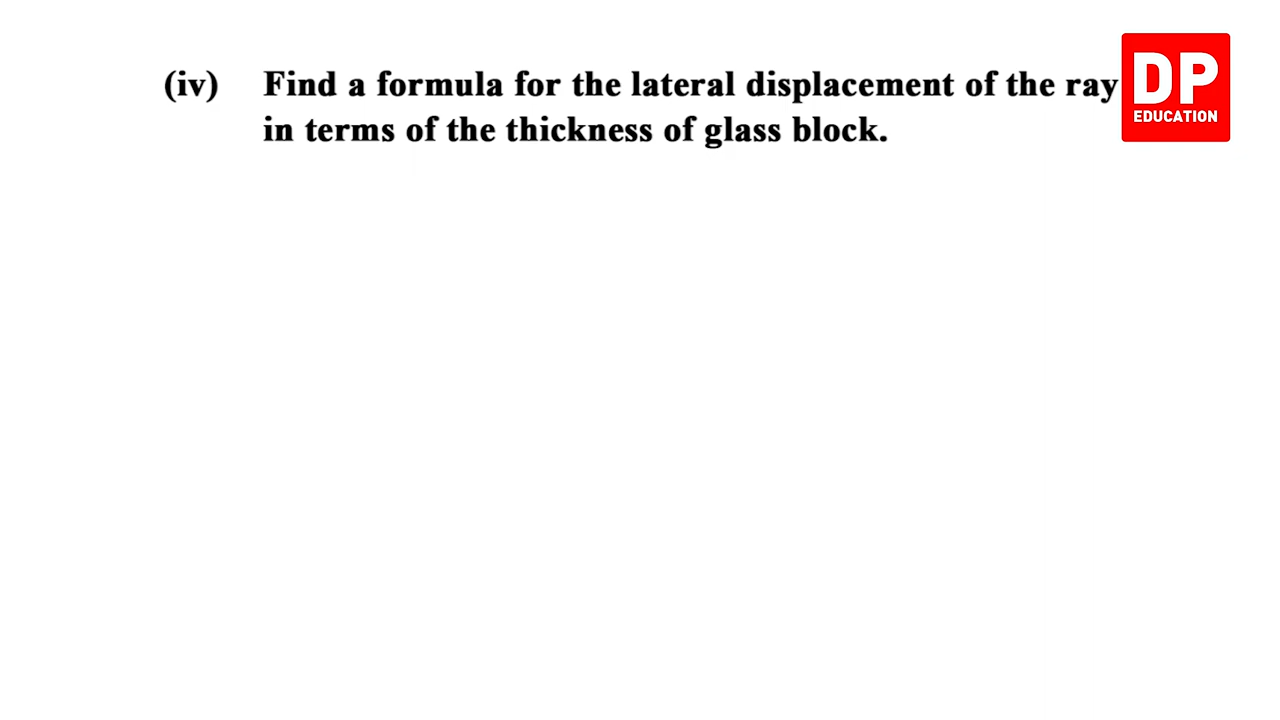 (iv) Find a formula for the lateral displacement of the ray
in terms of the thickness of glass block.
DP
EDUCATION